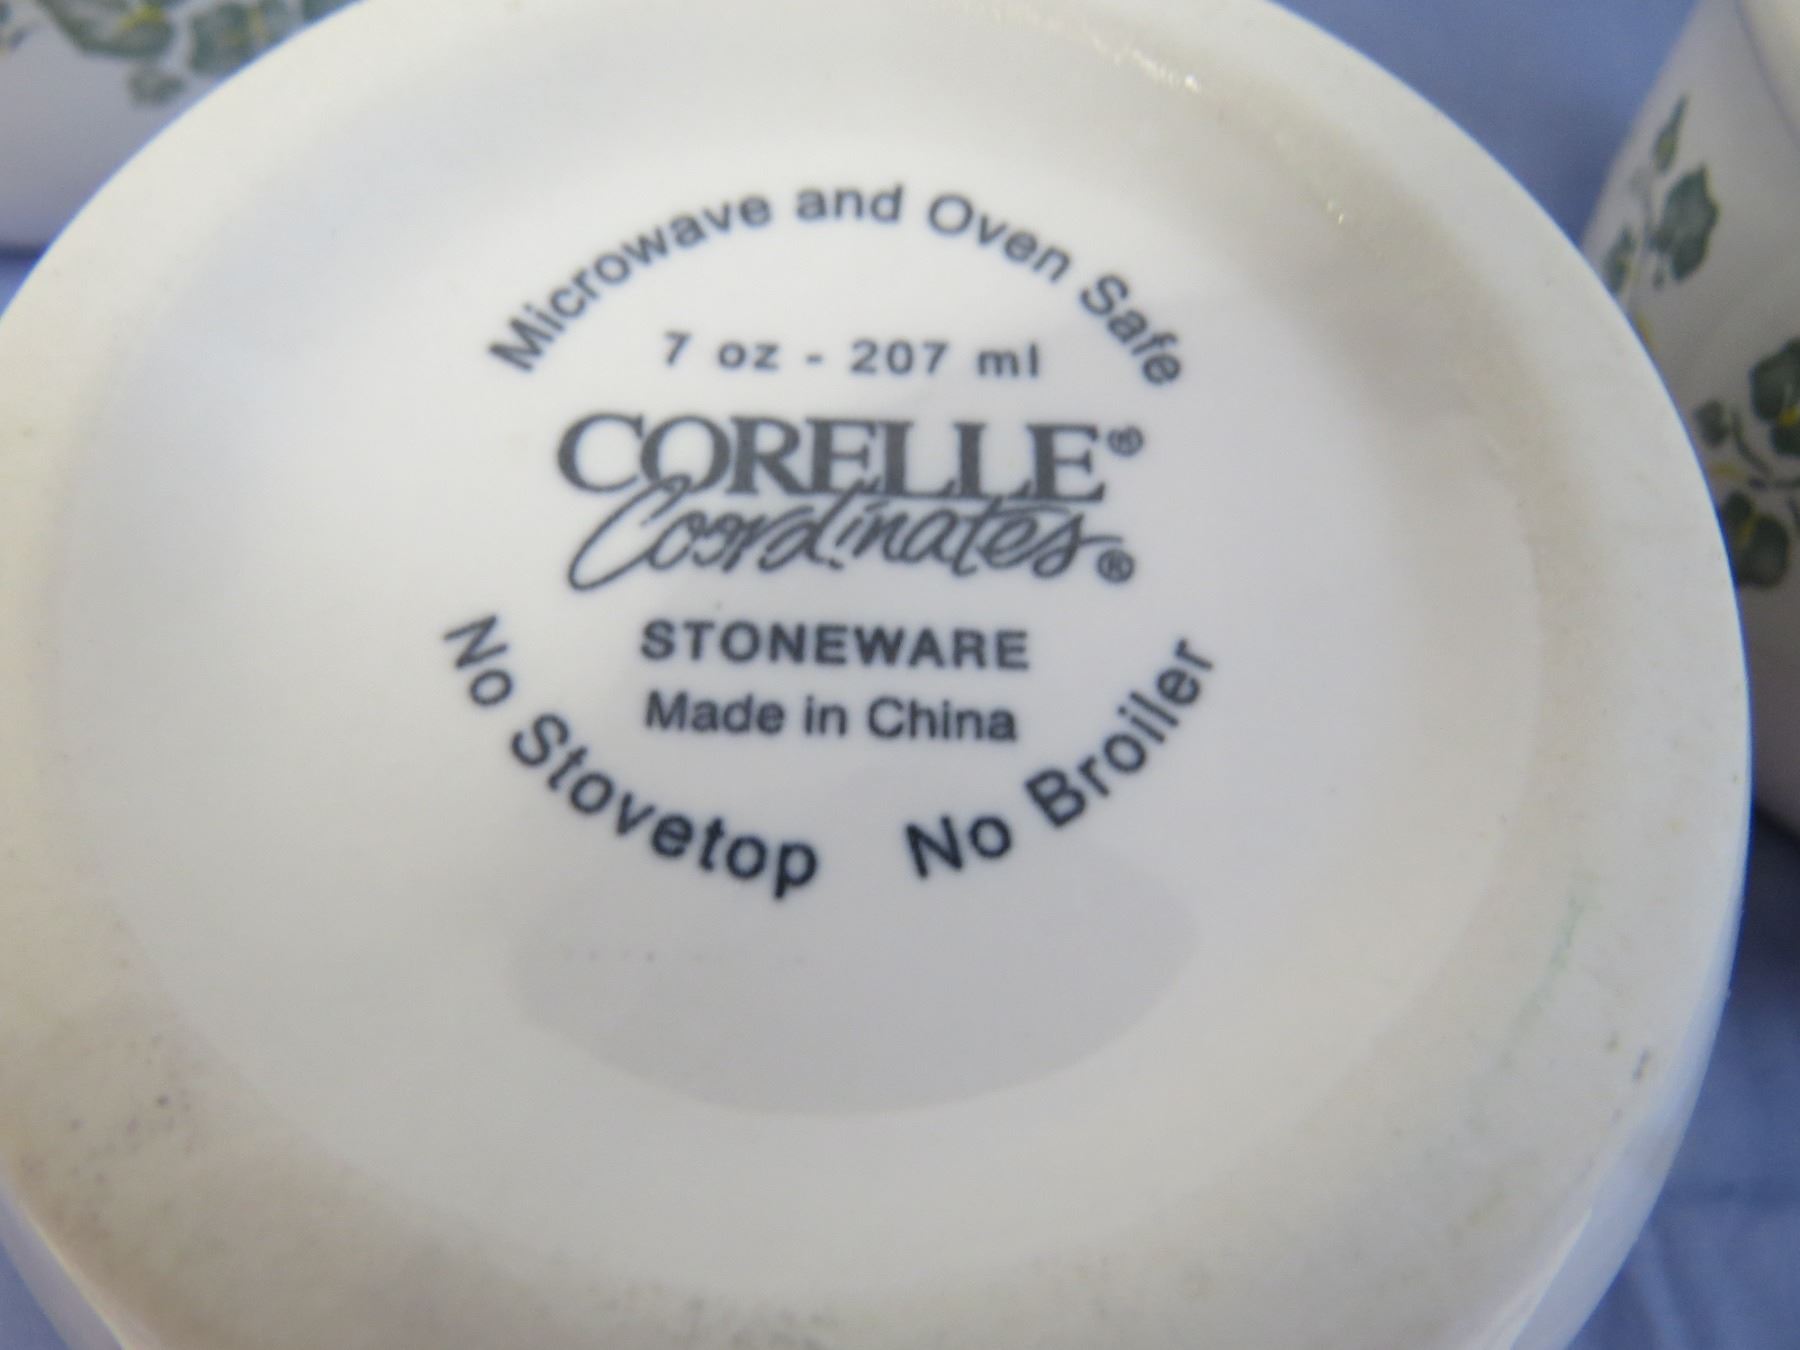 Microwave and Oven Safe
7 oz - 207 ml
CORELLE®
Coordinates®
STONEWARE
Made in China
No Stovetop No Broiler